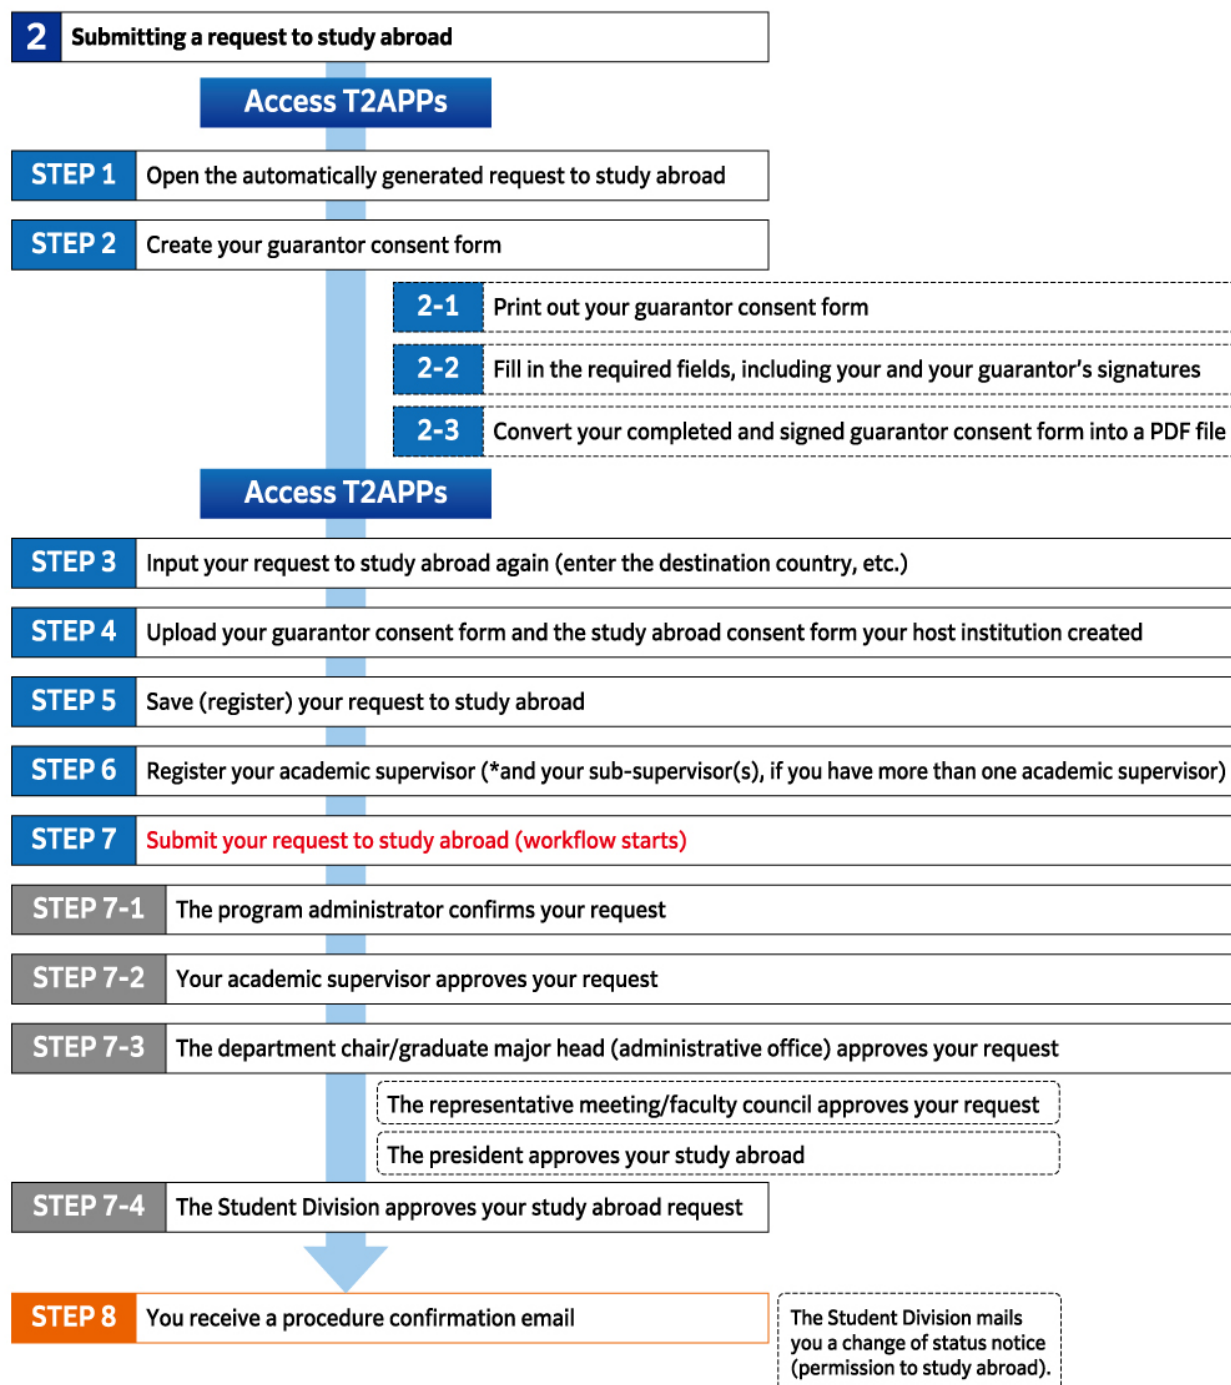 2 Submitting a request to study abroad
Access T2APPs
STEP 1 Open the automatically generated request to study abroad
STEP 2 Create your guarantor consent form
2-1 Print out your guarantor consent form
2-2 Fill in the required fields, including your and your guarantor's signatures
2-3 Convert your completed and signed guarantor consent form into a PDF file
Access T2APPs
STEP 3 Input your request to study abroad again (enter the destination country, etc.)
STEP 4 Upload your guarantor consent form and the study abroad consent form your host institution created
STEP 5 Save (register) your request to study abroad
STEP 6 Register your academic supervisor (*and your sub-supervisor(s), if you have more than one academic supervisor)
STEP 7 Submit your request to study abroad (workflow starts)
STEP 7-1 The program administrator confirms your request
STEP 7-2 Your academic supervisor approves your request
STEP 7-3 The department chair/graduate major head (administrative office) approves your request
The representative meeting/faculty council approves your request
The president approves your study abroad
STEP 7-4 The Student Division approves your study abroad request
STEP 8 You receive a procedure confirmation email
The Student Division mails
you a change of status notice
(permission to study abroad).